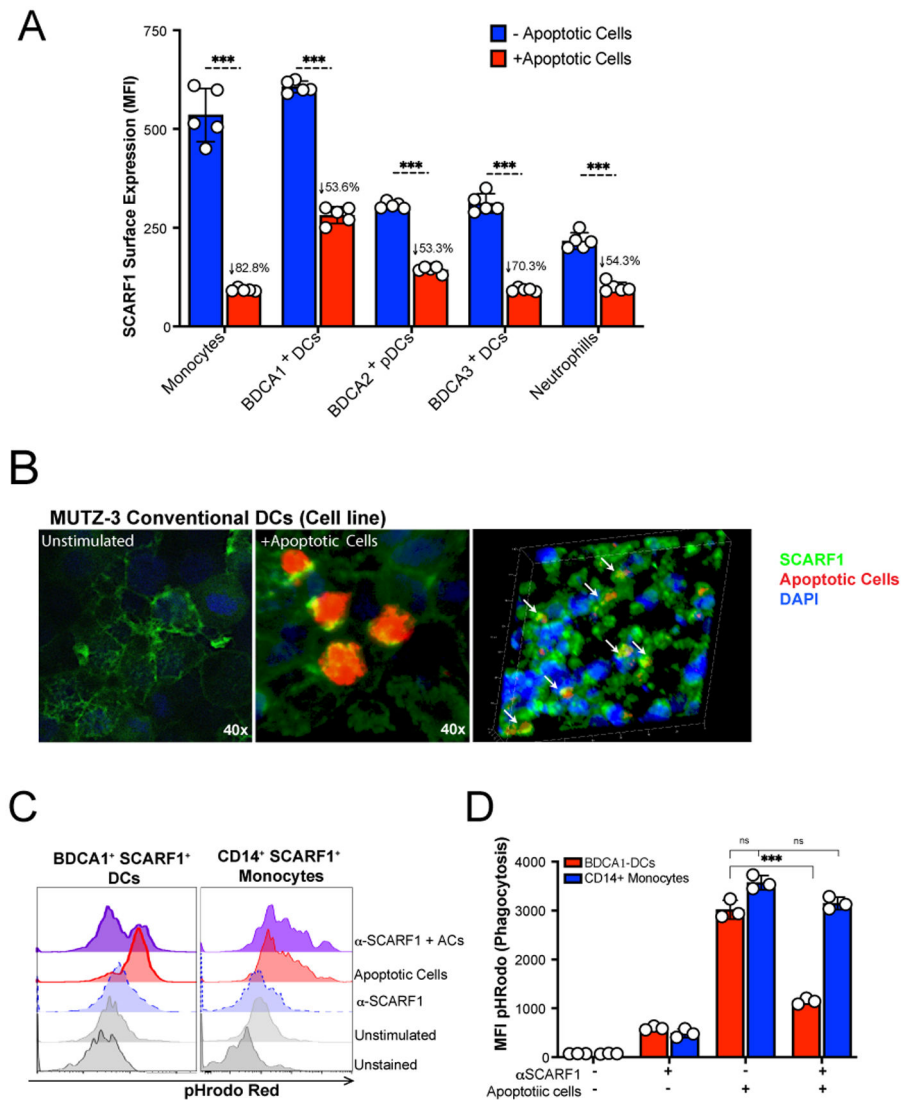 A
SCARF1 Surface Expression (MFI)
750
500
250
0
- Apoptotic Cells
+Apoptotic Cells
*** *** *** *** ***
↓82.8% ↓53.6% ↓53.3% ↓70.3% ↓54.3%
Monocytes
BDCA1+ DCs
BDCA2+ pDCs
BDCA3+ DCs
Neutrophills
B
MUTZ-3 Conventional DCs (Cell line)
Unstimulated
40x
+Apoptotic Cells
40x
SCARF1
Apoptotic Cells
DAPI
C
BDCA1+ SCARF1+
DCs
CD14+ SCARF1+
Monocytes
α-SCARF1 + ACs
Apoptotic Cells
α-SCARF1
Unstimulated
Unstained
pHrodo Red
D
MFI pHRodo (Phagocytosis)
4000
3000
2000
1000
0
BDCA1-DCs
CD14+ Monocytes
ns ns
***
αSCARF1 - + - +
Apoptotiic cells - - + +